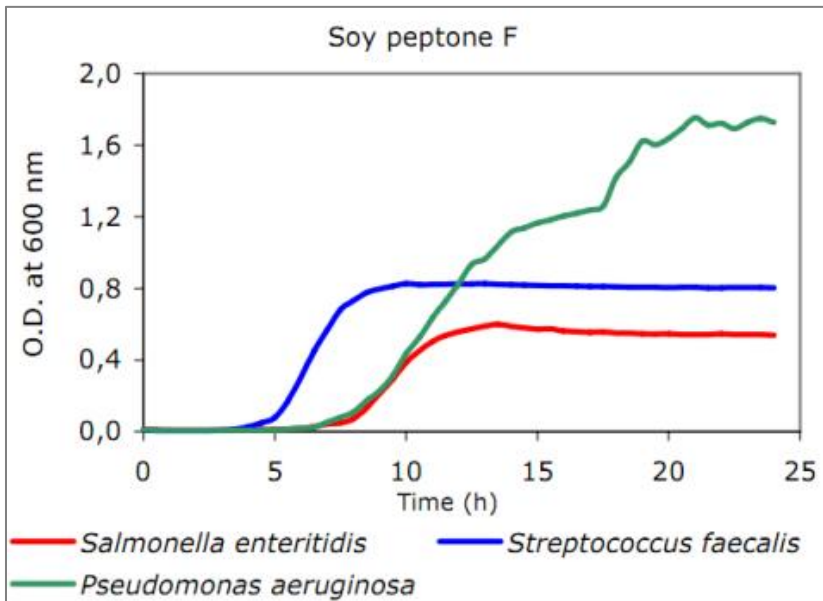 Soy peptone F
2,0
1,6
1,2
0,8
0,4
0,0
O.D. at 600 nm
0 5 10 15 20 25
Time (h)
Salmonella enteritidis Streptococcus faecalis
Pseudomonas aeruginosa